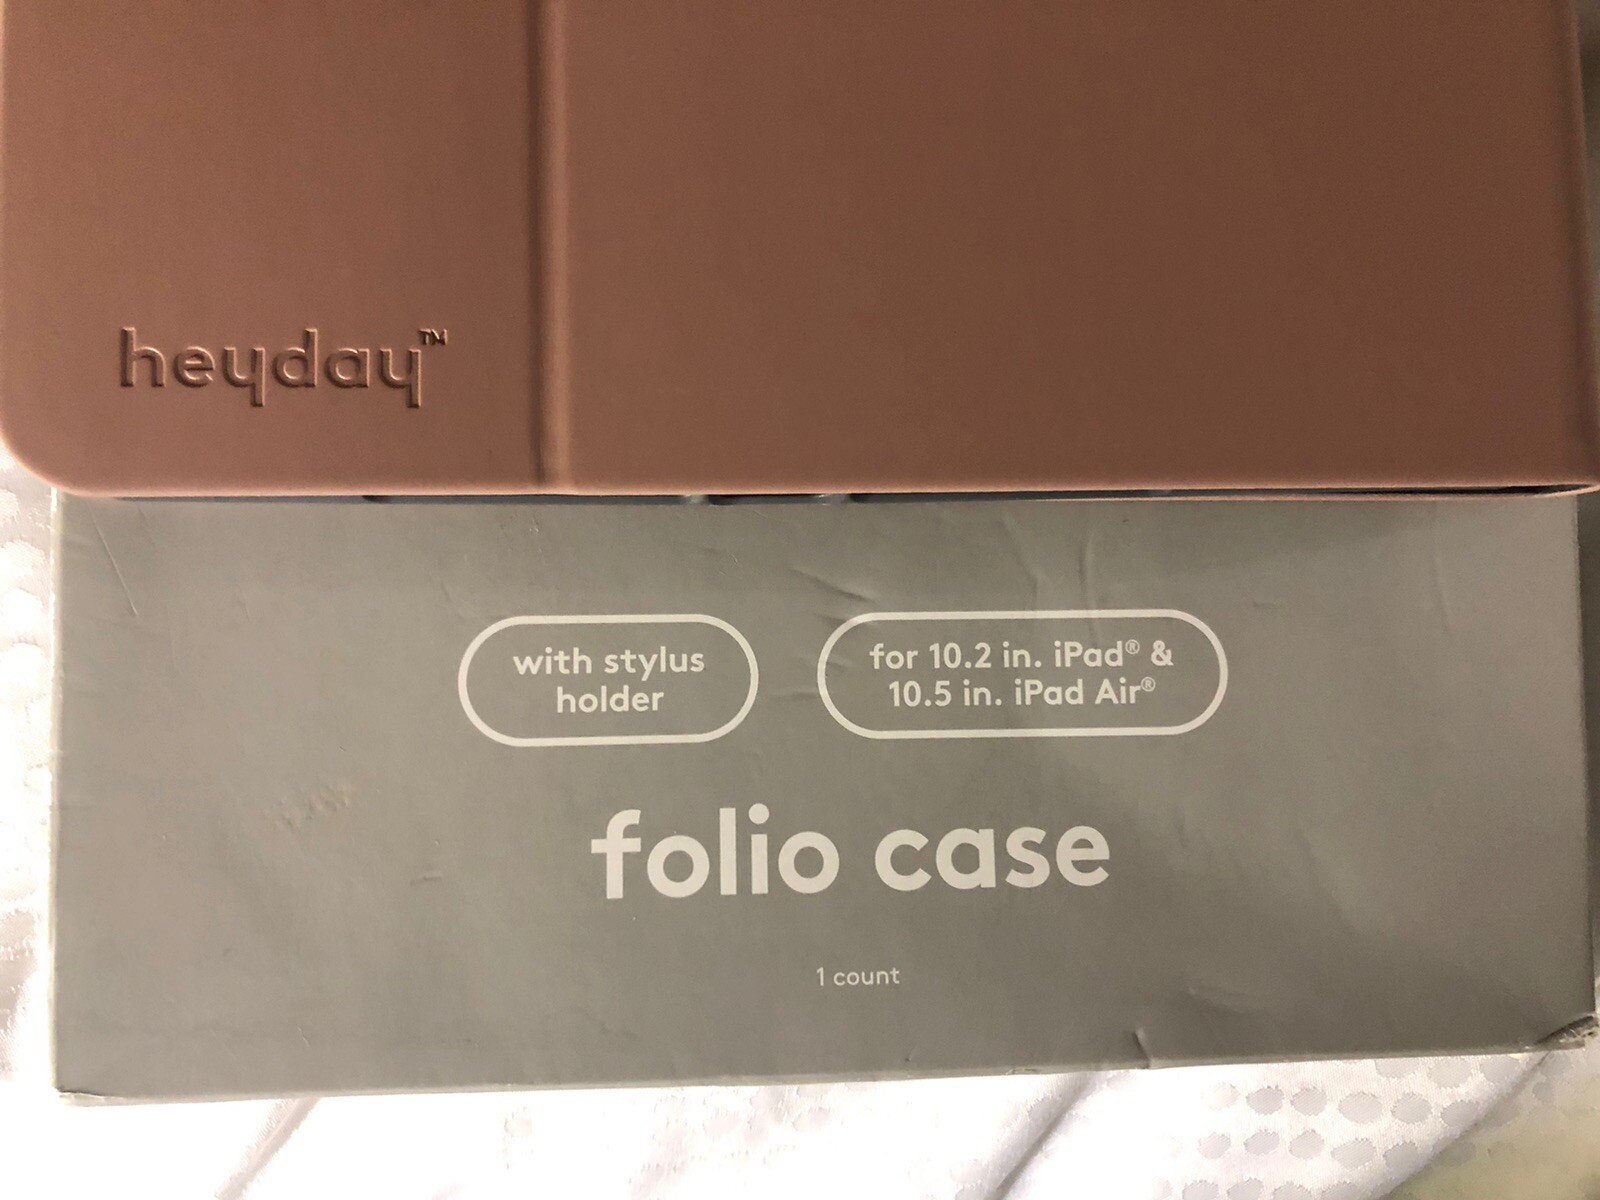 heyday™
with stylus
holder
for 10.2 in. iPad® &
10.5 in. iPad Air®
folio case
1 count